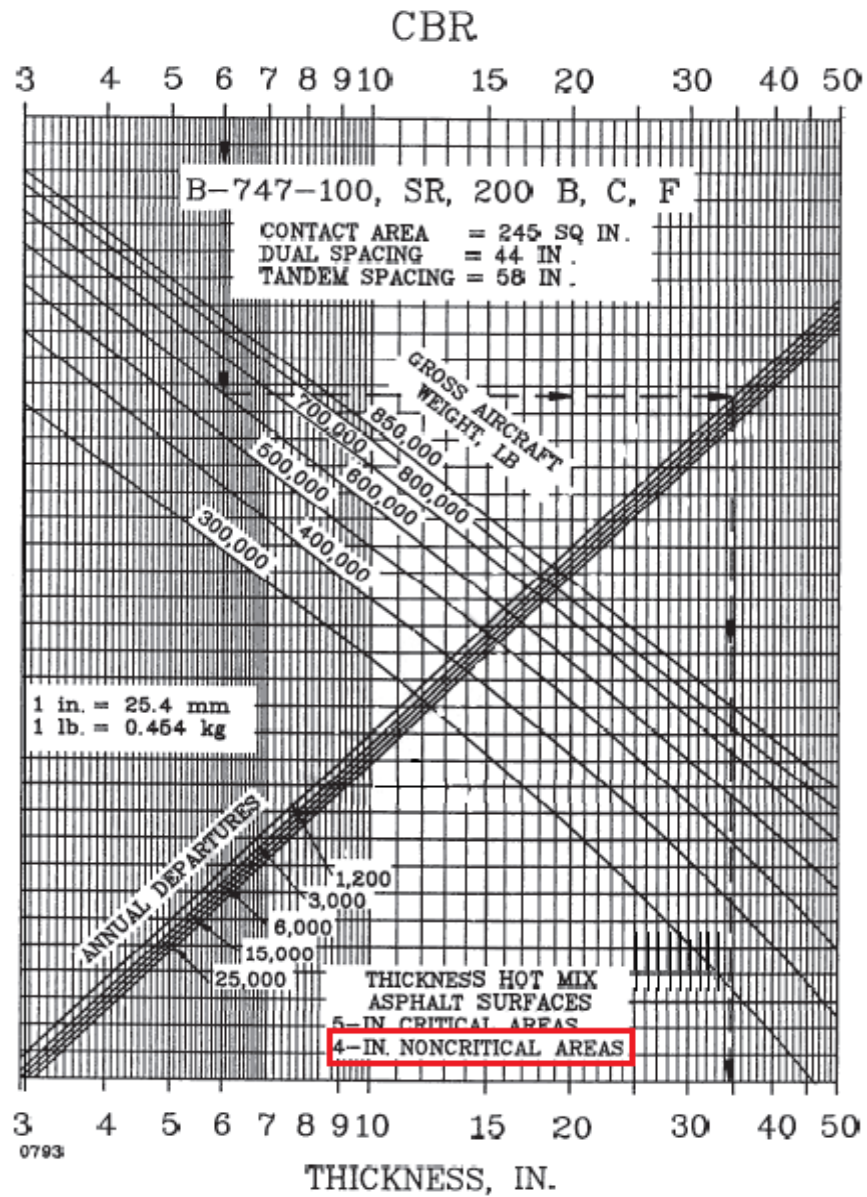 CBR
3 4 5 6 7 8 9 10 15 20 30 40 50
B-747-100, SR, 200 B, C, F
CONTACT AREA = 245 SQ IN.
DUAL SPACING = 44 IN.
TANDEM SPACING = 58 IN.
GROSS AIRCRAFT
WEIGHT, LB
850,000
800,000
700,000
600,000
500,000
400,000
300,000
1 in. = 25.4 mm
1 lb. = 0.454 kg
ANNUAL DEPARTURES
1,200
3,000
6,000
15,000
25,000
THICKNESS HOT MIX
ASPHALT SURFACES
5-IN. CRITICAL AREAS
4-IN. NONCRITICAL AREAS
3 4 5 6 7 8 9 10 15 20 30 40 50
0793
THICKNESS, IN.